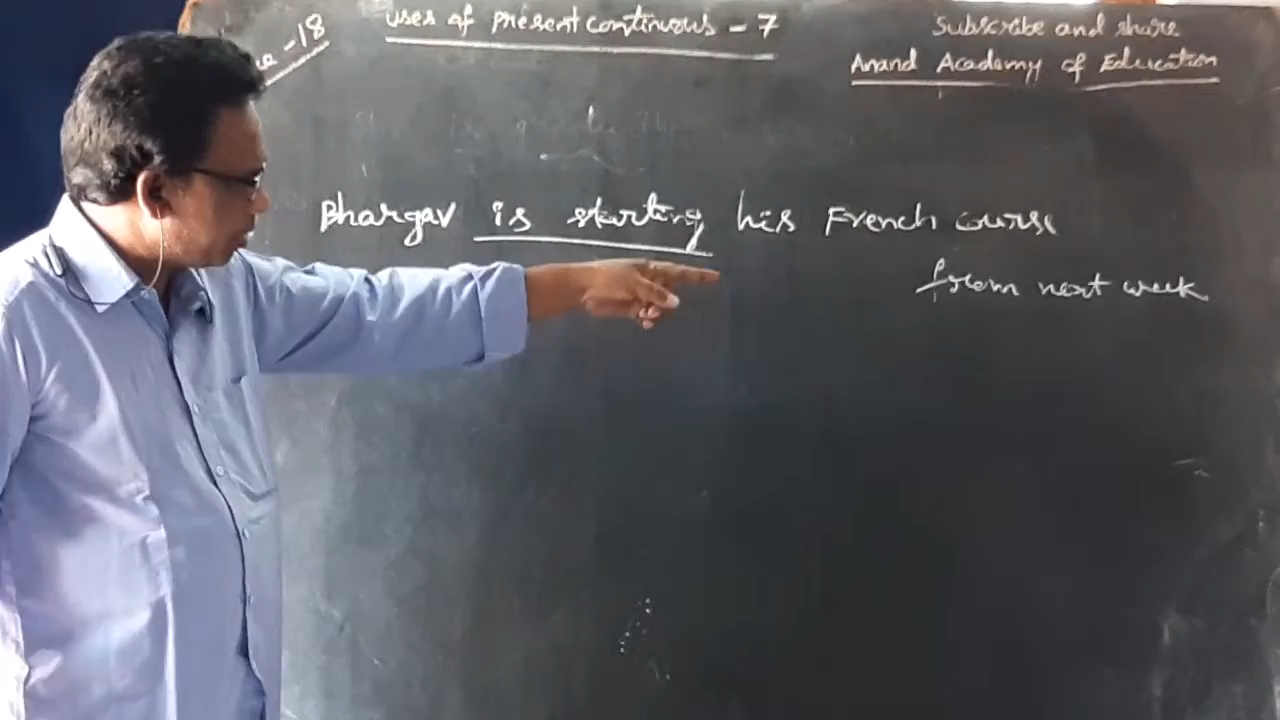 -18
uses of present continuous - 7
Subscribe and share
Anand Academy of Education
Bhargav is starting his French course
from next week